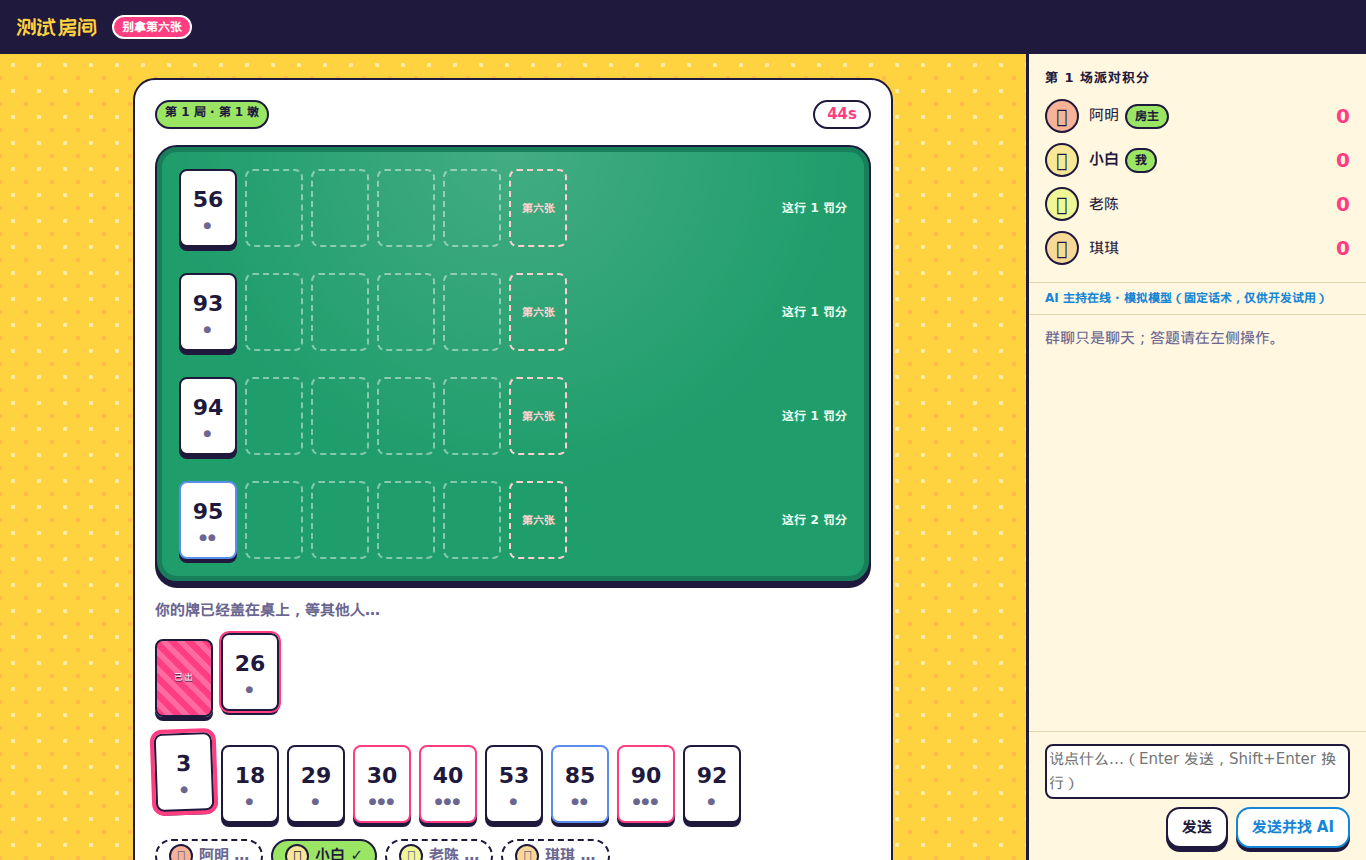 测试房间 别拿第六张
第 1 局 · 第 1 墩 44s
56 第六张 这行 1 罚分
93 第六张 这行 1 罚分
94 第六张 这行 1 罚分
95 第六张 这行 2 罚分
你的牌已经盖在桌上，等其他人…
已出 26
3 18 29 30 40 53 85 90 92
阿明 … 小白 ✓ 老陈 … 琪琪 …
第 1 场派对积分
阿明 房主 0
小白 我 0
老陈 0
琪琪 0
AI 主持在线 · 模拟模型（固定话术，仅供开发试用）
群聊只是聊天；答题请在左侧操作。
说点什么…（Enter 发送，Shift+Enter 换
行）
发送 发送并找 AI